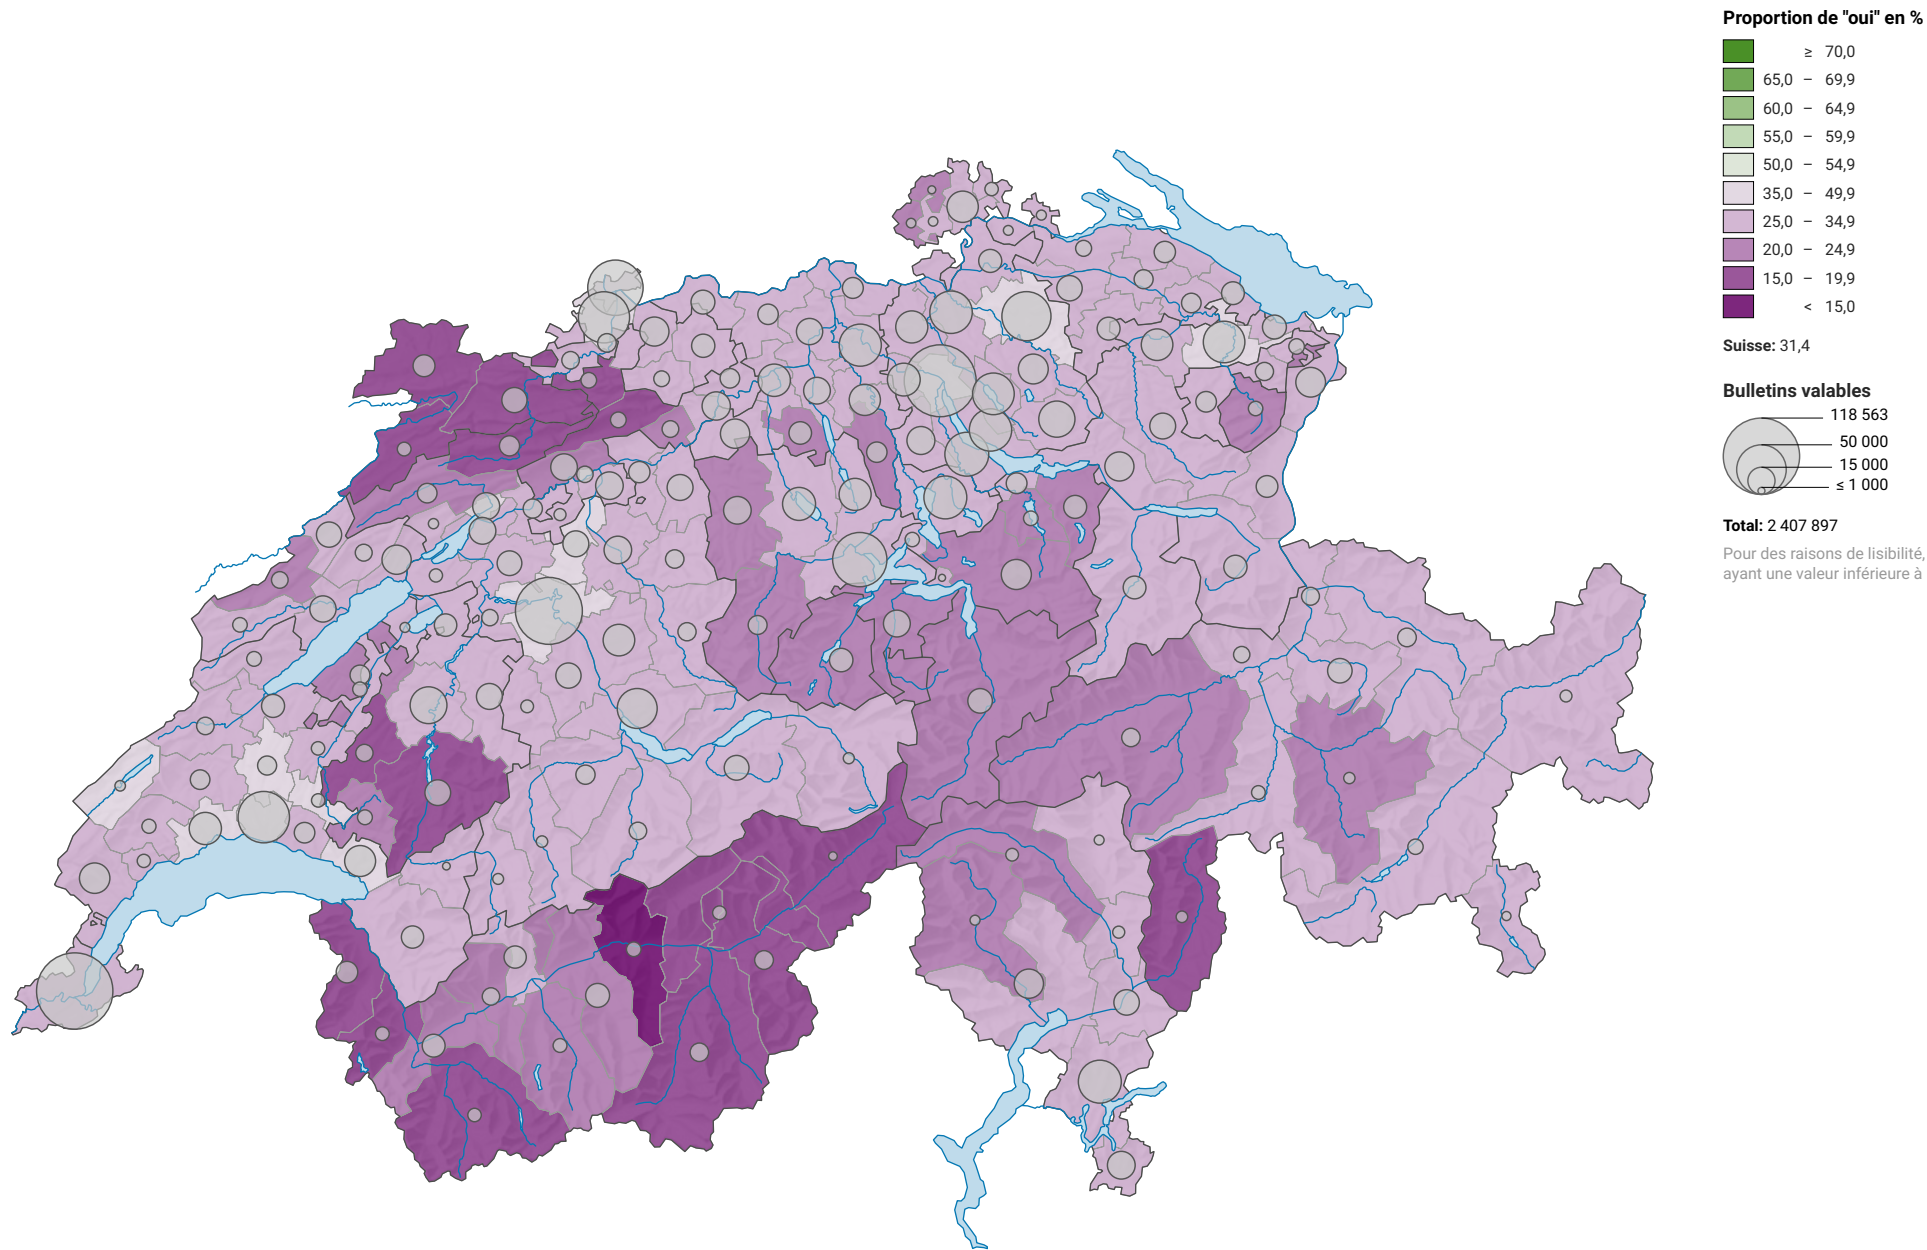 Proportion de "oui" en %
≥ 70,0
65,0 – 69,9
60,0 – 64,9
55,0 – 59,9
50,0 – 54,9
35,0 – 49,9
25,0 – 34,9
20,0 – 24,9
15,0 – 19,9
< 15,0
Suisse: 31,4
Bulletins valables
118 563
50 000
15 000
≤ 1 000
Total: 2 407 897
Pour des raisons de lisibilité,
ayant une valeur inférieure à